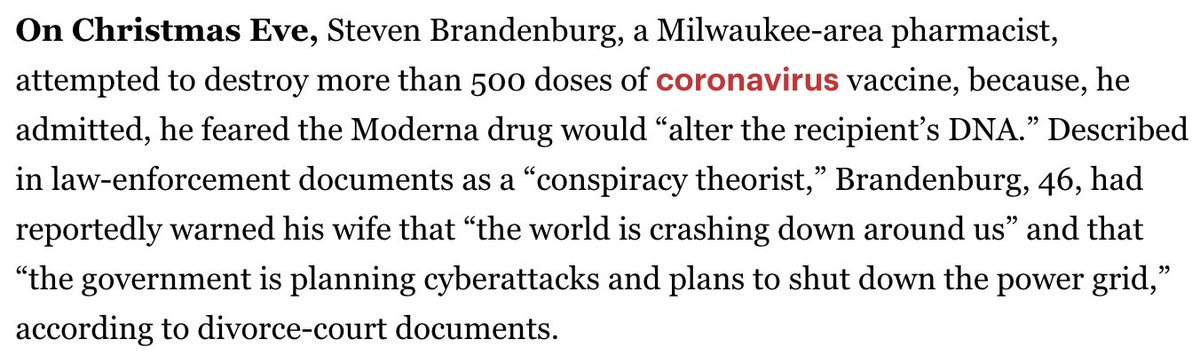 On Christmas Eve, Steven Brandenburg, a Milwaukee-area pharmacist,
attempted to destroy more than 500 doses of coronavirus vaccine, because, he
admitted, he feared the Moderna drug would “alter the recipient’s DNA.” Described
in law-enforcement documents as a “conspiracy theorist,” Brandenburg, 46, had
reportedly warned his wife that “the world is crashing down around us” and that
“the government is planning cyberattacks and plans to shut down the power grid,”
according to divorce-court documents.